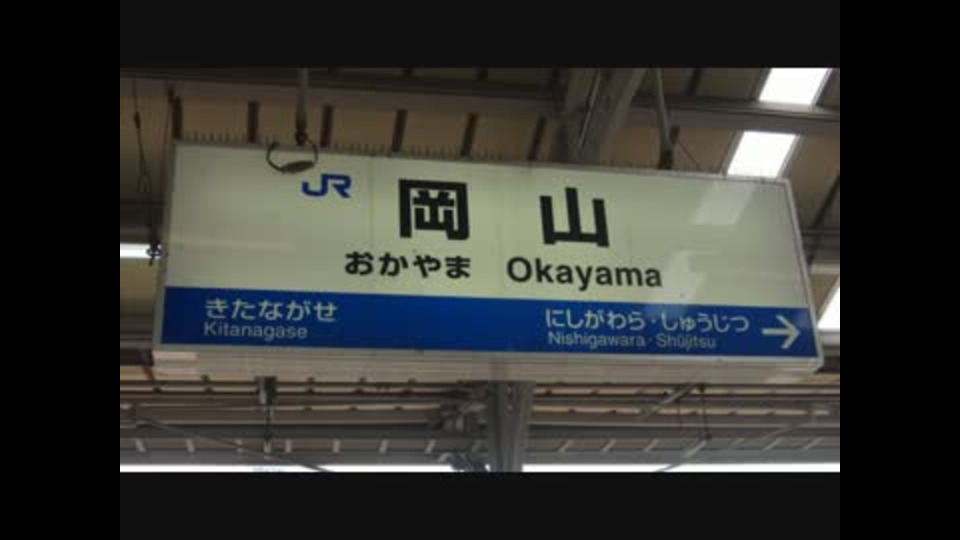 JR 岡山
おかやま Okayama
きたながせ にしがわら・しゅうじつ →
Kitanagase Nishigawara・Shūjitsu